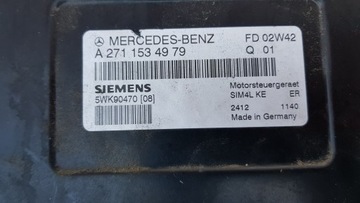 MERCEDES-BENZ FD 02W42
A 271 153 49 79 Q 01
SIEMENS Motorsteuergeraet
5WK90470 [08] SIM4L KE ER
2412 1140
Made in Germany